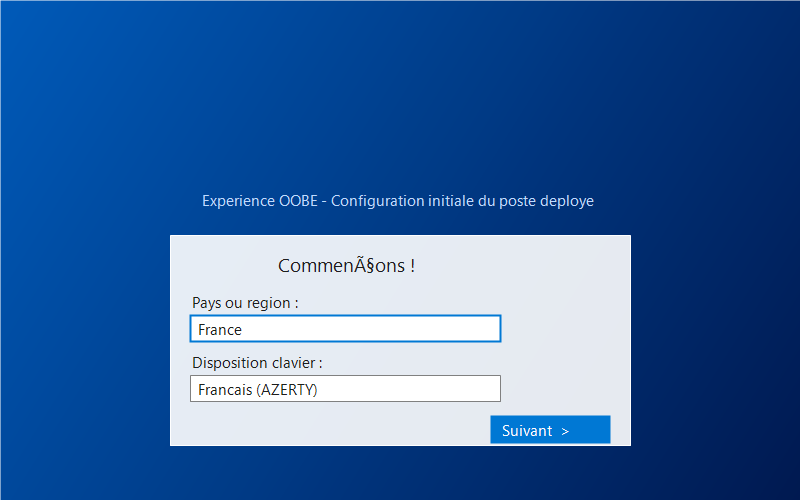 Experience OOBE - Configuration initiale du poste deploye
CommenÃ§ons !
Pays ou region :
France
Disposition clavier :
Francais (AZERTY)
Suivant >